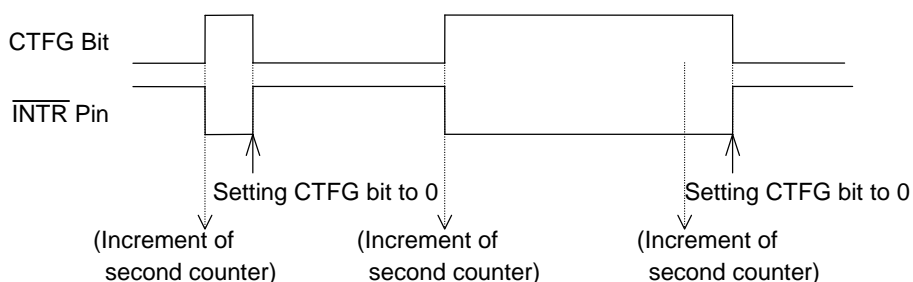 CTFG Bit
INTR Pin
Setting CTFG bit to 0
Setting CTFG bit to 0
(Increment of
second counter)
(Increment of
second counter)
(Increment of
second counter)